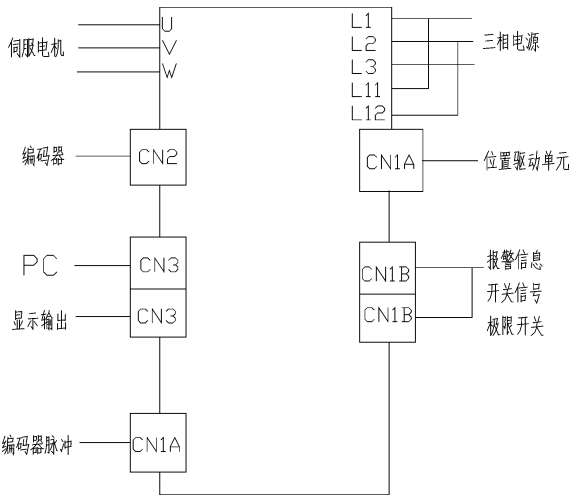 伺服电机
U
V
W
L1
L2
L3
L11
L12
三相电源
编码器
CN2
CN1A
位置驱动单元
PC
CN3
显示输出
CN3
CN1B
CN1B
报警信息
开关信号
极限开关
编码器脉冲
CN1A